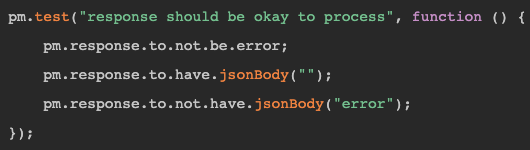 pm.test("response should be okay to process", function () {
    pm.response.to.not.be.error;
    pm.response.to.have.jsonBody("");
    pm.response.to.not.have.jsonBody("error");
});